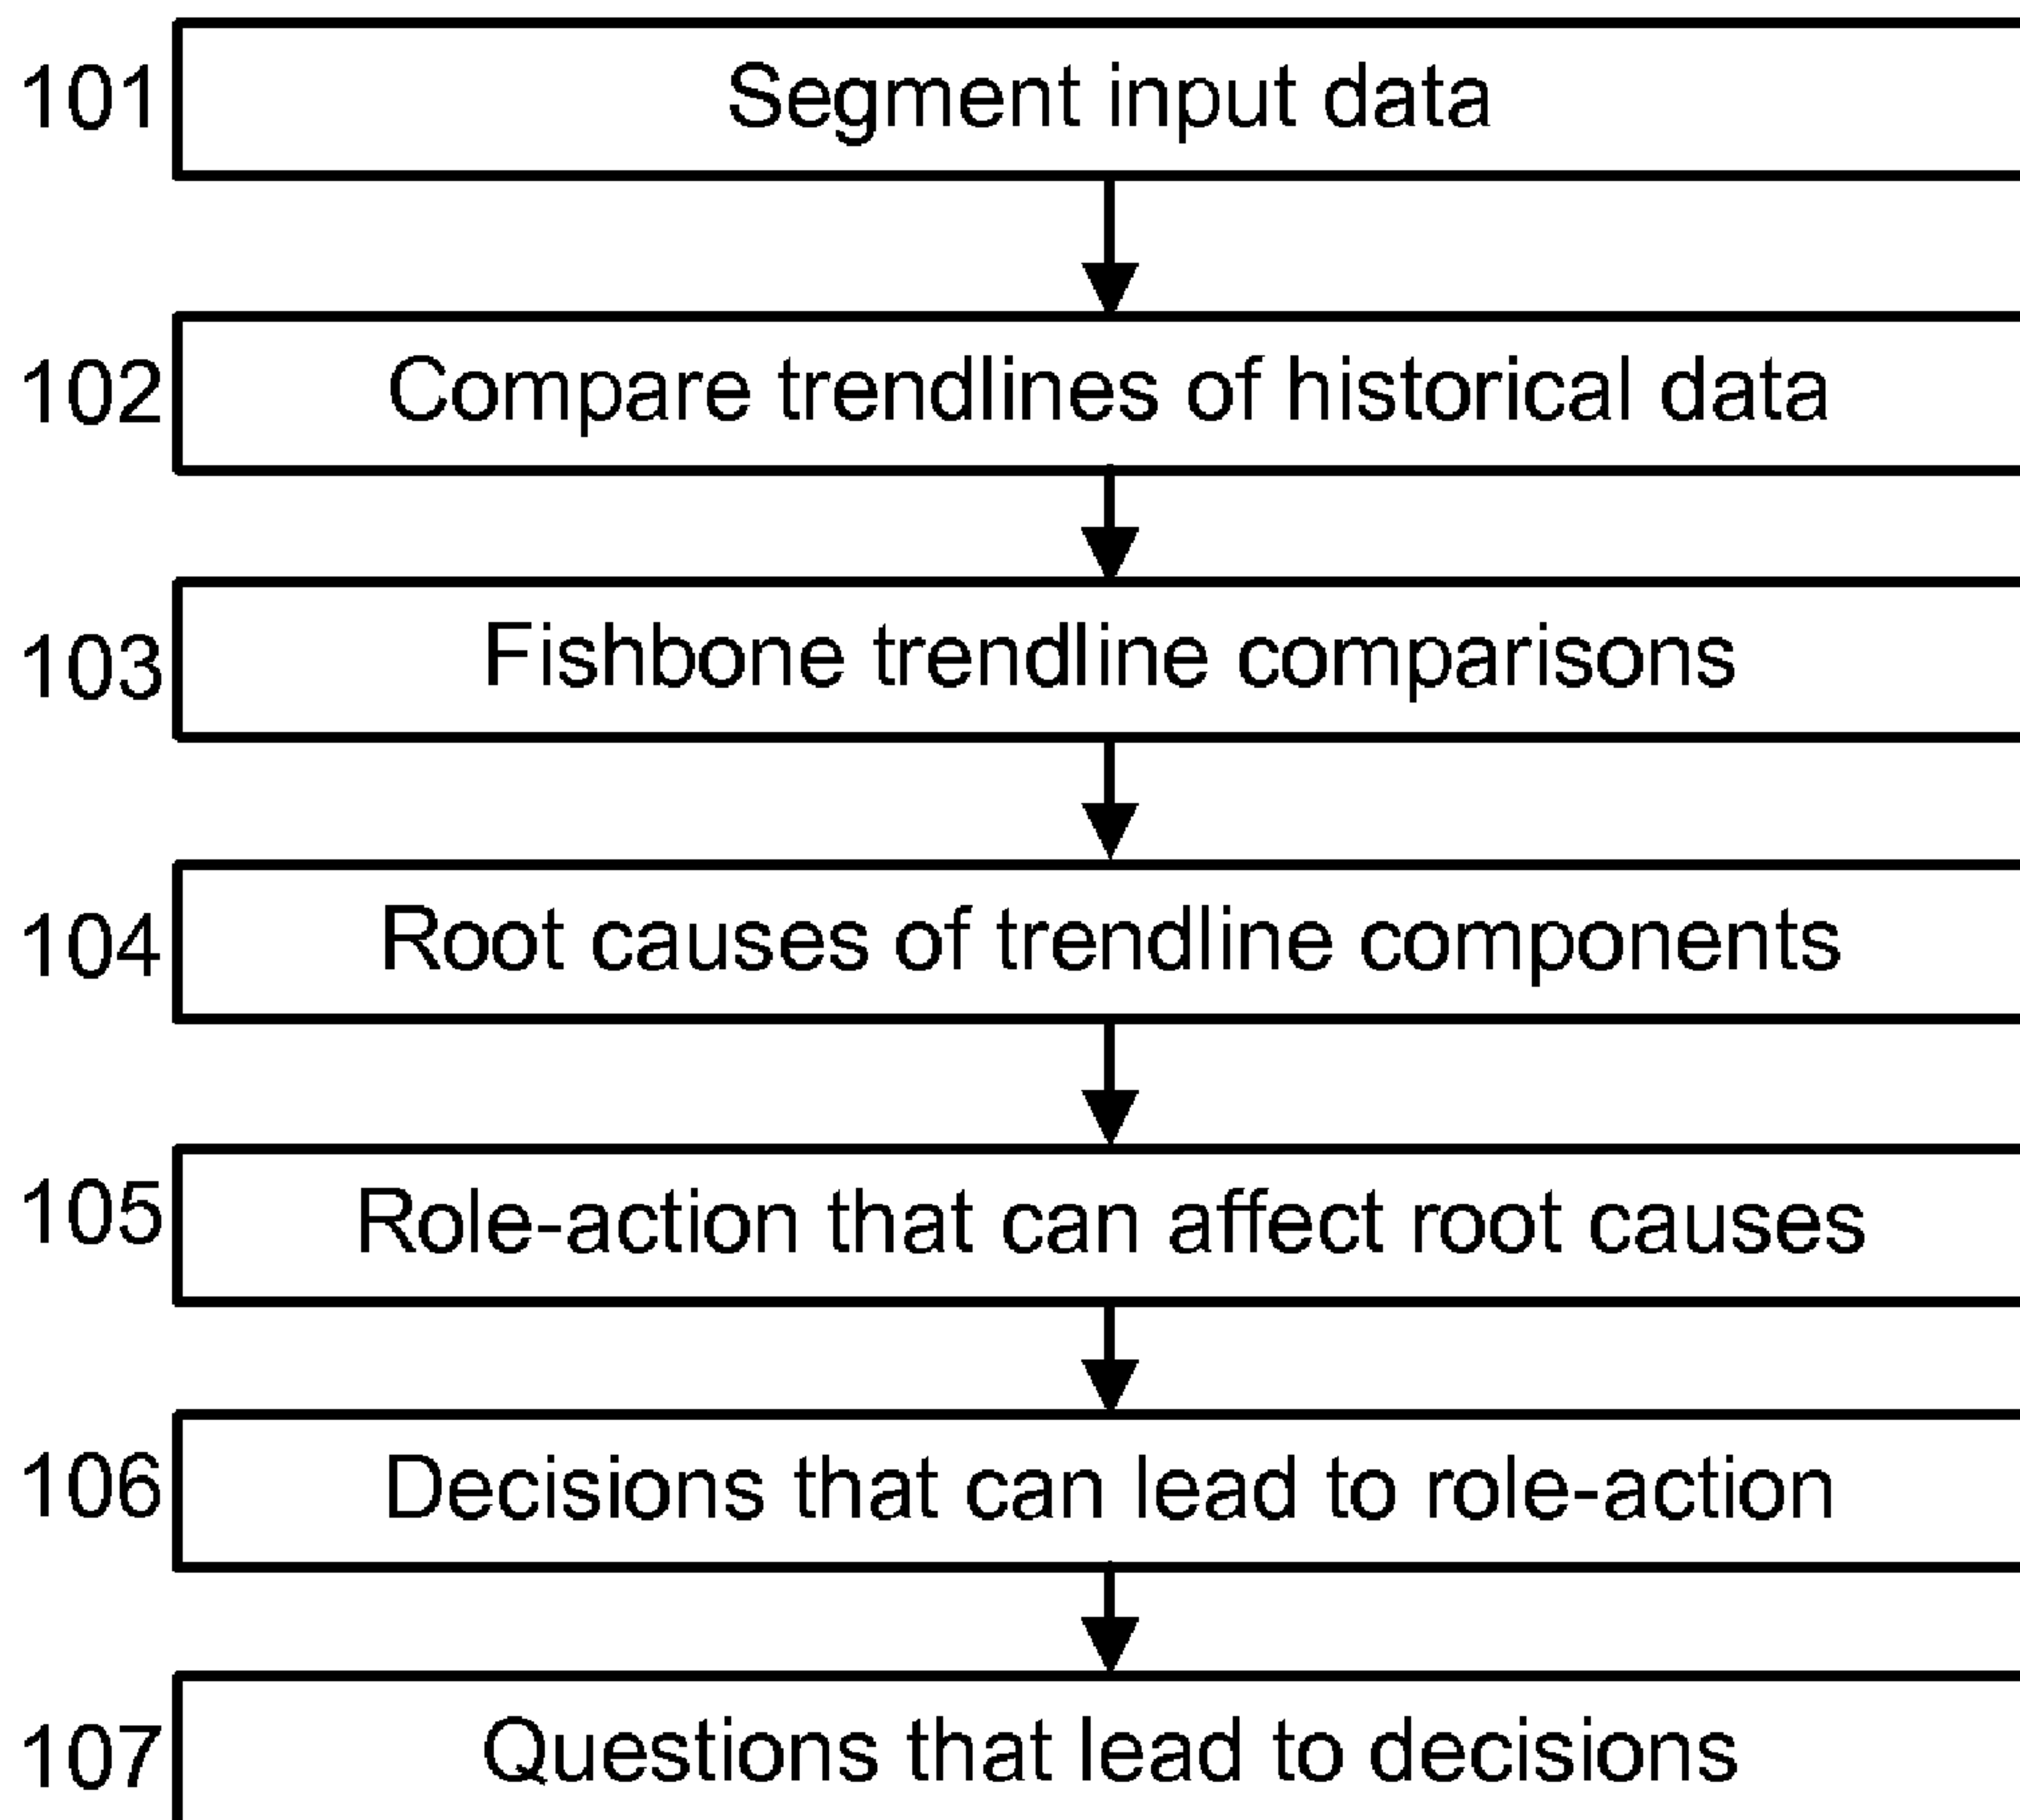 101 Segment input data
102 Compare trendlines of historical data
103 Fishbone trendline comparisons
104 Root causes of trendline components
105 Role-action that can affect root causes
106 Decisions that can lead to role-action
107 Questions that lead to decisions